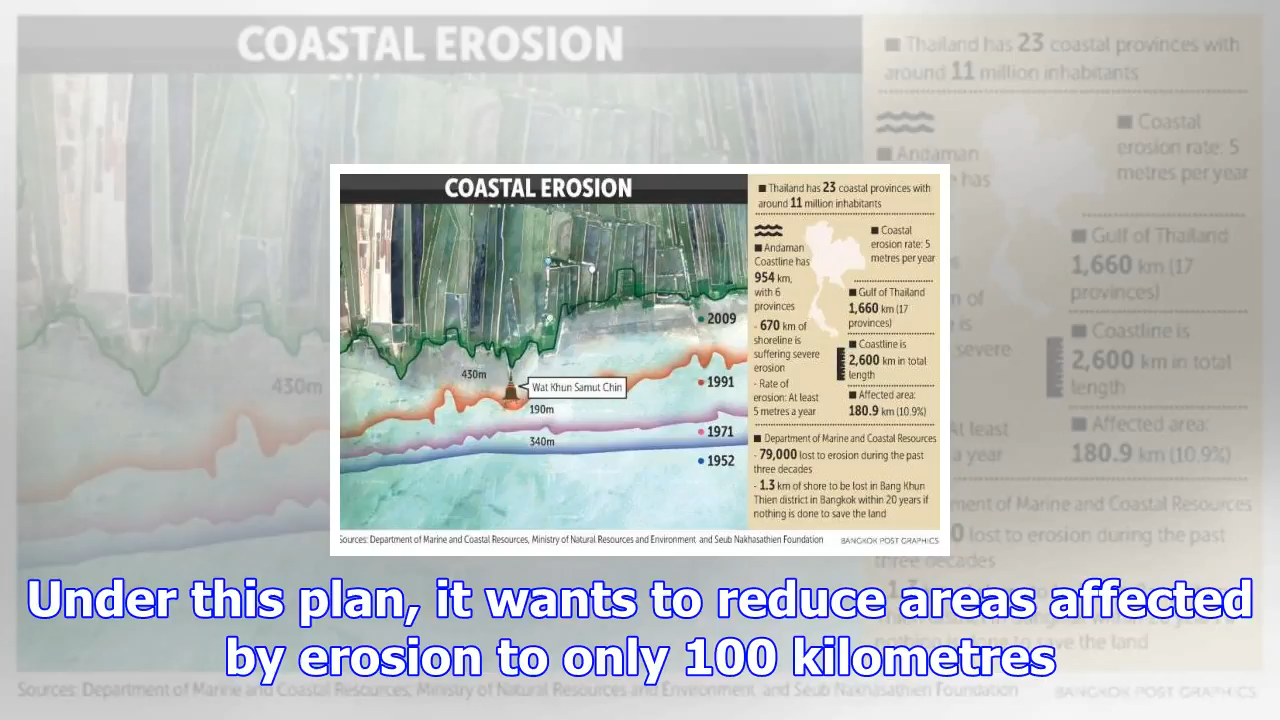 COASTAL EROSION
■ Thailand has 23 coastal provinces with
around 11 million inhabitants
■ Andaman
Coastline has
954 km,
with 6
provinces
- 670 km of
shoreline is
suffering severe
erosion
- Rate of
erosion: At least
5 metres a year
■ Coastal
erosion rate: 5
metres per year
■ Gulf of Thailand
1,660 km (17
provinces)
■ Coastline is
2,600 km in total
length
■ Affected area:
180.9 km (10.9%)
■ Department of Marine and Coastal Resources
- 79,000 lost to erosion during the past
three decades
- 1.3 km of shore to be lost in Bang Khun
Thien district in Bangkok within 20 years if
nothing is done to save the land
2009
430m
Wat Khun Samut Chin
1991
190m
1971
340m
1952
Sources: Department of Marine and Coastal Resources, Ministry of Natural Resources and Environment and Seub Nakhasathien Foundation
BANGKOK POST GRAPHICS
Under this plan, it wants to reduce areas affected
by erosion to only 100 kilometres